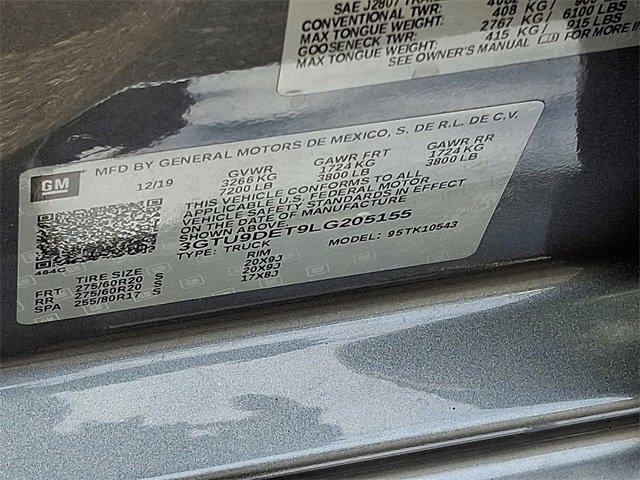 SAE J2807
CONVENTIONAL TWR:
MAX TONGUE WEIGHT: 408 KG/
GOOSENECK TWR: 2767 KG/ 6100 LBS
MAX TONGUE WEIGHT: 415 KG/ 915 LBS
SEE OWNER'S MANUAL FOR MORE
GM
MFD BY GENERAL MOTORS DE MEXICO, S. DE R.L. DE C.V.
12/19 GVWR GAWR FRT GAWR RR
3266 KG 1724 KG 1724 KG
7200 LB 3800 LB 3800 LB
THIS VEHICLE CONFORMS TO ALL
APPLICABLE U.S. FEDERAL MOTOR
VEHICLE SAFETY STANDARDS IN EFFECT
ON THE DATE OF MANUFACTURE
SHOWN ABOVE.
3GTU9DET9LG205155
TYPE: TRUCK MODEL: 95TK10543
464C
TIRE SIZE RIM
FRT 275/60R20 S 20X9J
RR 275/60R20 S 20X9J
SPA 255/80R17 S 17X8J